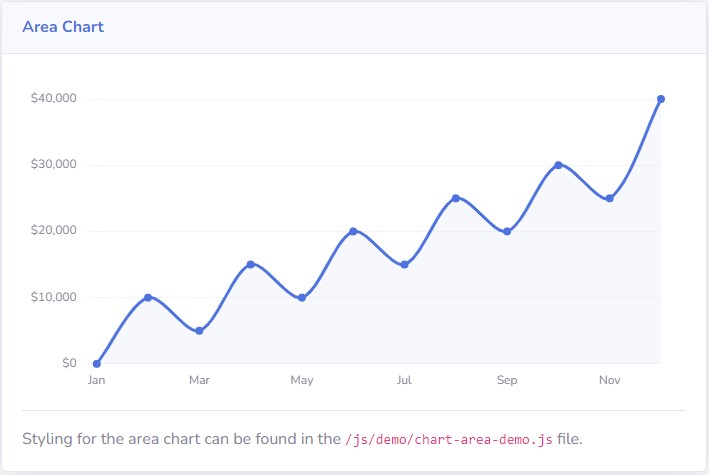 Area Chart
$40,000
$30,000
$20,000
$10,000
$0
Jan Mar May Jul Sep Nov
Styling for the area chart can be found in the /js/demo/chart-area-demo.js file.